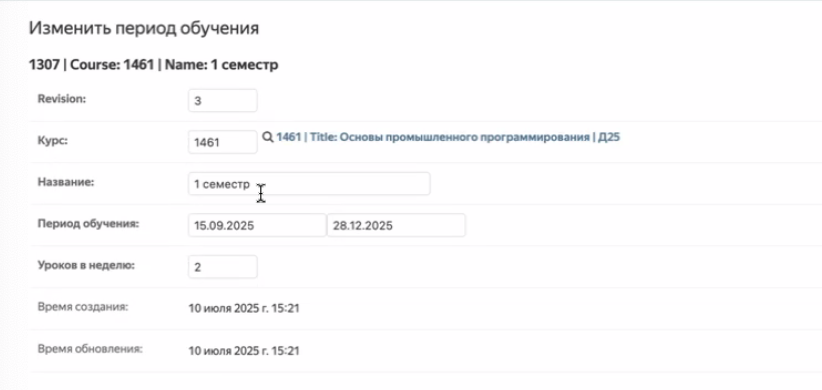 Изменить период обучения
1307 | Course: 1461 | Name: 1 семестр
Revision: 3
Курс: 1461 1461 | Title: Основы промышленного программирования | Д25
Название: 1 семестр
Период обучения: 15.09.2025 28.12.2025
Уроков в неделю: 2
Время создания: 10 июля 2025 г. 15:21
Время обновления: 10 июля 2025 г. 15:21